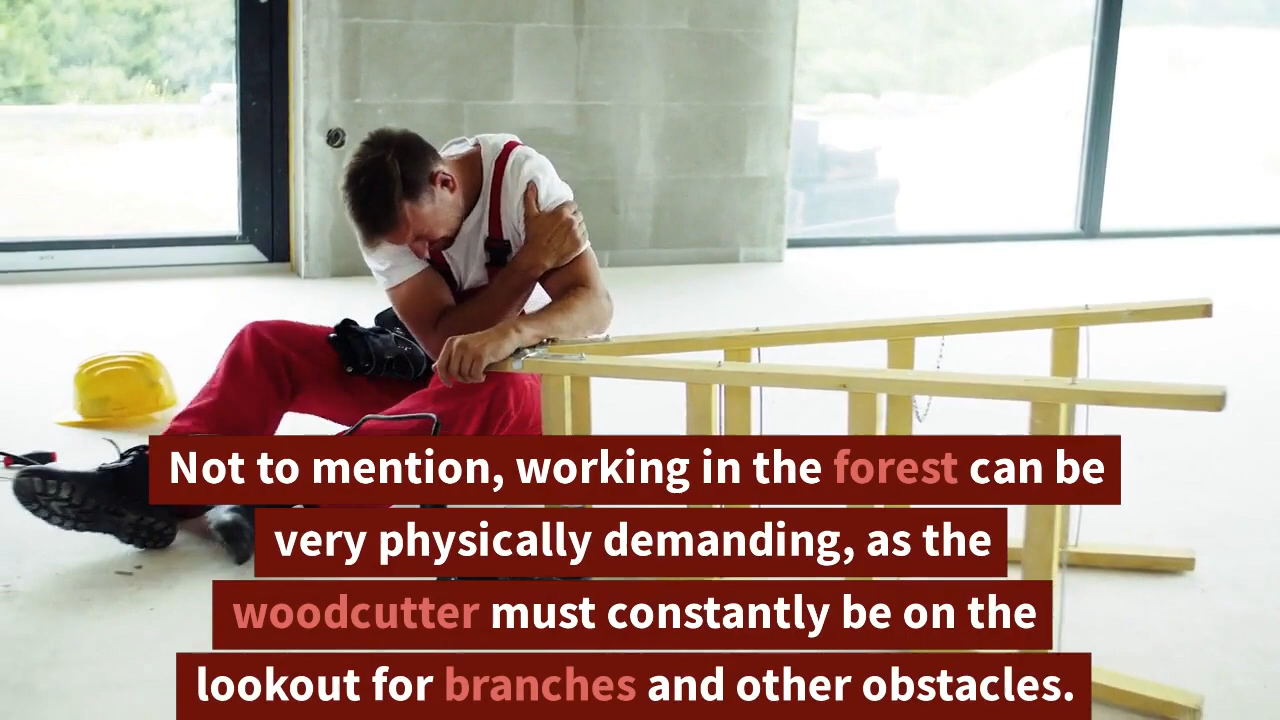 Not to mention, working in the forest can be
very physically demanding, as the
woodcutter must constantly be on the
lookout for branches and other obstacles.